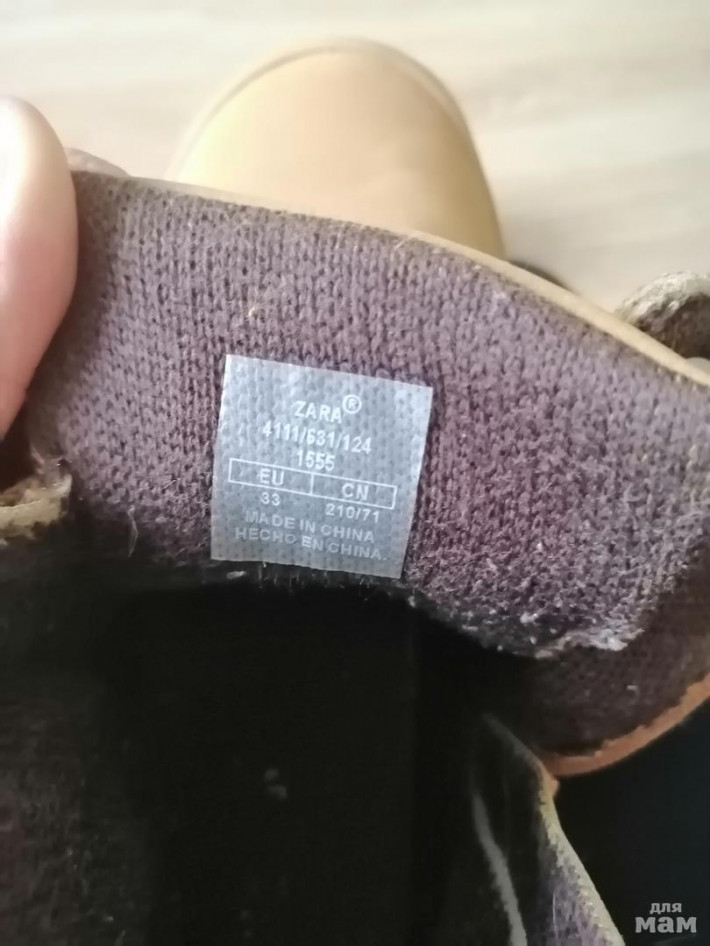 ZARA®
4111/631/124
1555
EU CN
33 210/71
MADE IN CHINA
HECHO EN CHINA.
для
мам